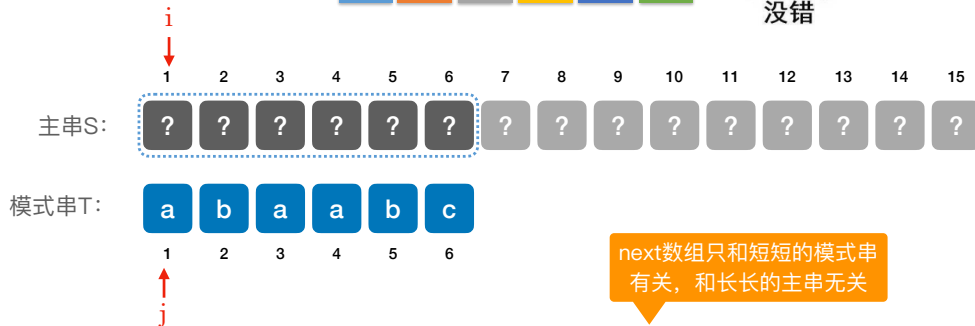 没错
i
1 2 3 4 5 6 7 8 9 10 11 12 13 14 15
主串S: ? ? ? ? ? ? ? ? ? ? ? ? ? ? ?
模式串T: a b a a b c
1 2 3 4 5 6
next数组只和短短的模式串
有关，和长长的主串无关
j